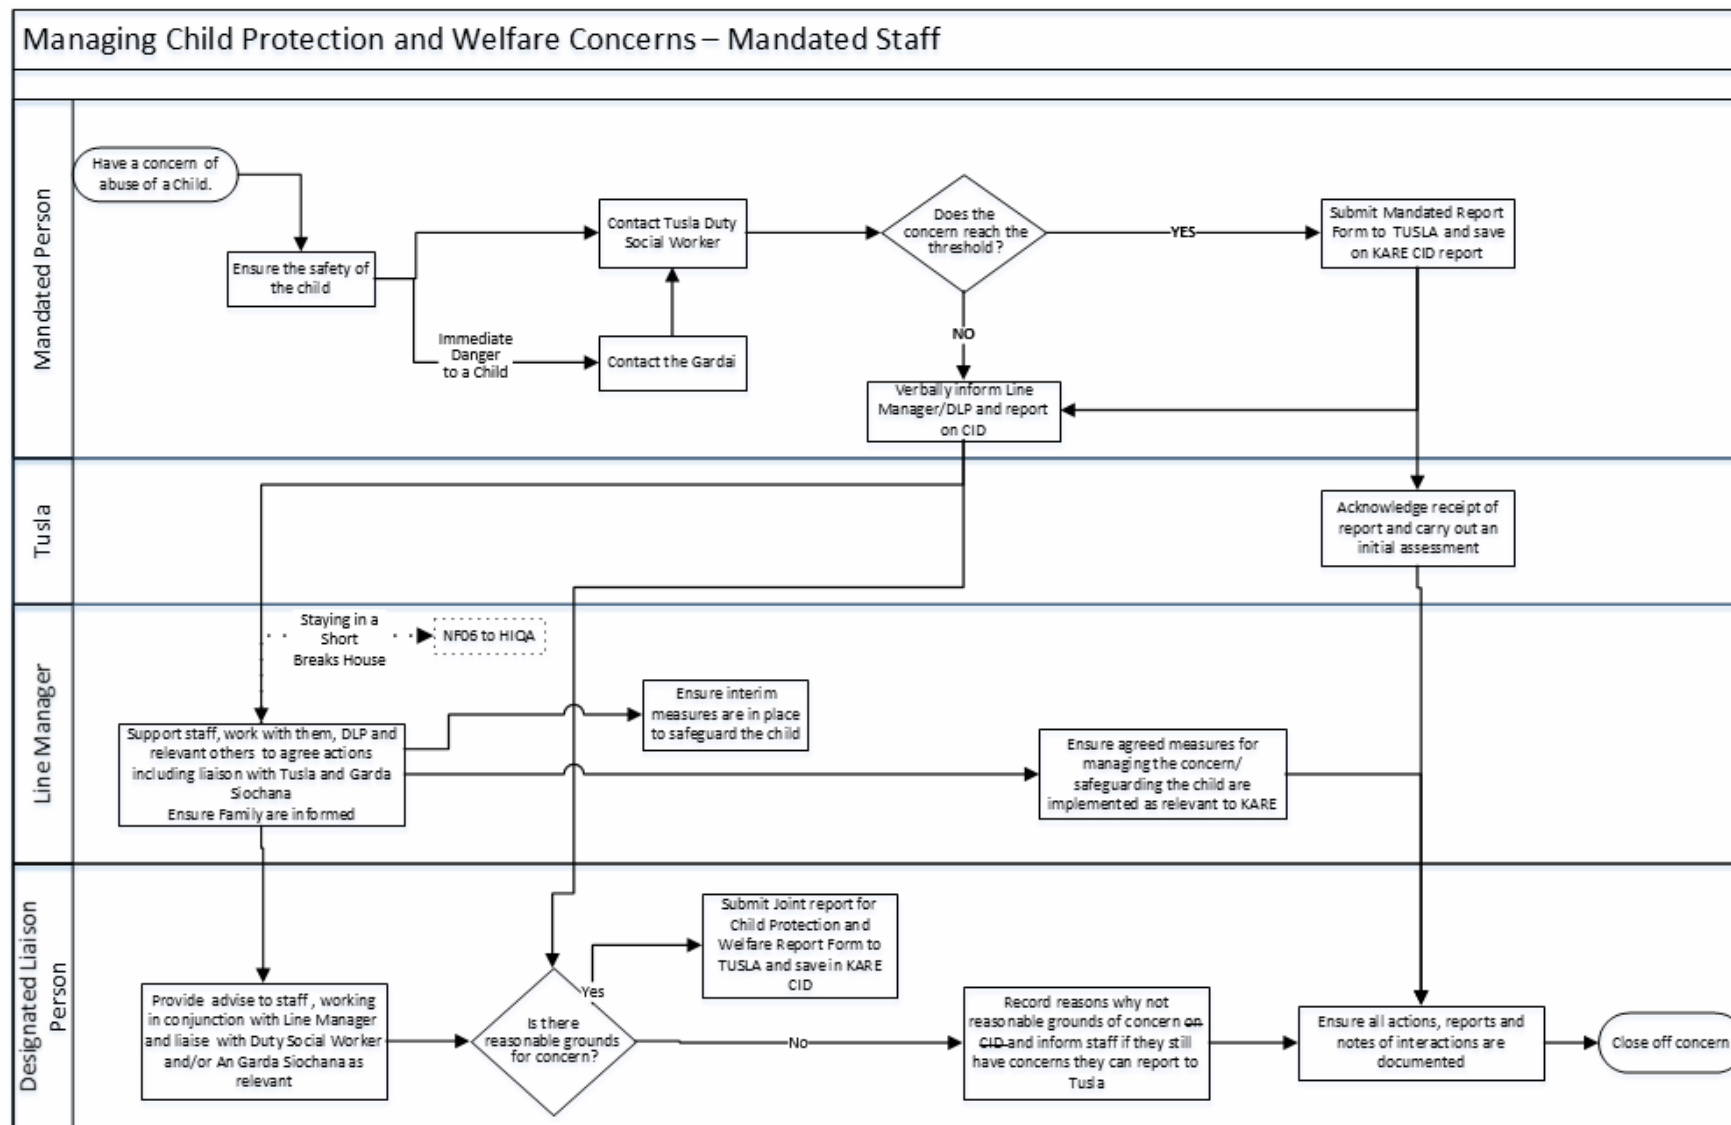 Managing Child Protection and Welfare Concerns – Mandated Staff
Mandated Person
Have a concern of
abuse of a Child.
Ensure the safety of
the child
Immediate
Danger
to a Child
Contact Tusla Duty
Social Worker
Contact the Gardai
Does the
concern reach the
threshold?
YES
NO
Submit Mandated Report
Form to TUSLA and save
on KARE CID report
Verbally inform Line
Manager/DLP and report
on CID
Tusla
Acknowledge receipt of
report and carry out an
initial assessment
Line Manager
Staying in a
Short
Breaks House
NF06 to HIQA
Support staff, work with them, DLP and
relevant others to agree actions
including liaison with Tusla and Garda
Siochana
Ensure Family are informed
Ensure interim
measures are in place
to safeguard the child
Ensure agreed measures for
managing the concern/
safeguarding the child are
implemented as relevant to KARE
Designated Liaison
Person
Provide advise to staff, working
in conjunction with Line Manager
and liaise with Duty Social Worker
and/or An Garda Siochana as
relevant
Is there
reasonable grounds
for concern?
Yes
Submit Joint report for
Child Protection and
Welfare Report Form to
TUSLA and save in KARE
CID
No
Record reasons why not
reasonable grounds of concern on
CID and inform staff if they still
have concerns they can report to
Tusla
Ensure all actions, reports and
notes of interactions are
documented
Close off concern